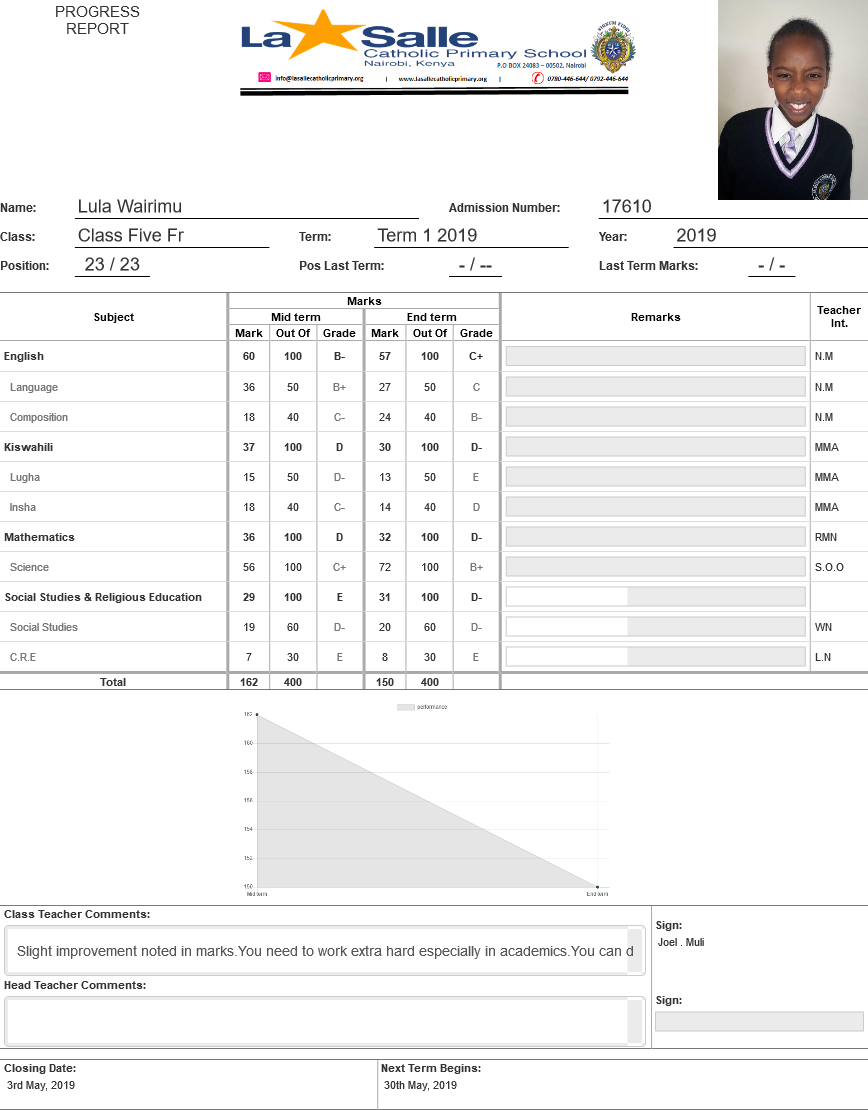 PROGRESS
REPORT
La Salle
Catholic Primary School
Nairobi, Kenya
P.O BOX 24083 – 00502, Nairobi
info@lasallecatholicprimary.org | www.lasallecatholicprimary.org | 0780-446-644/ 0792-446-644
Name: Lula Wairimu Admission Number: 17610
Class: Class Five Fr Term: Term 1 2019 Year: 2019
Position: 23 / 23 Pos Last Term: - / -- Last Term Marks: - / -
Subject Marks Remarks Teacher Int.
Mid term End term
Mark Out Of Grade Mark Out Of Grade
English 60 100 B- 57 100 C+ N.M
Language 36 50 B+ 27 50 C N.M
Composition 18 40 C- 24 40 B- N.M
Kiswahili 37 100 D 30 100 D- MMA
Lugha 15 50 D- 13 50 E MMA
Insha 18 40 C- 14 40 D MMA
Mathematics 36 100 D 32 100 D- RMN
Science 56 100 C+ 72 100 B+ S.O.O
Social Studies & Religious Education 29 100 E 31 100 D-
Social Studies 19 60 D- 20 60 D- WN
C.R.E 7 30 E 8 30 E L.N
Total 162 400 150 400
performance
162
160
158
156
154
152
150
Mid term End term
Class Teacher Comments:
Slight improvement noted in marks.You need to work extra hard especially in academics.You can d
Sign:
Joel . Muli
Head Teacher Comments:
Sign:
Closing Date: Next Term Begins:
3rd May, 2019 30th May, 2019